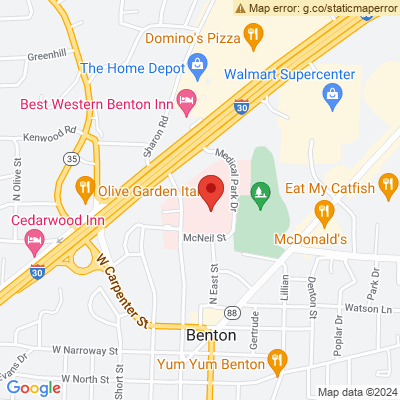 Map error: g.co/staticmaperror
Domino's Pizza
Greenhill
The Home Depot
Walmart Supercenter
Best Western Benton Inn
30
Kenwood Rd
Sharon Rd
35
Medical Park Dr
N Olive St
Olive Garden Ital
Eat My Catfish
Cedarwood Inn
McNeil St
McDonald's
30
W Carpenter St
N East St
88
Lillian
Denton St
Park Dr
Watson Ln
Gertrude
Poplar Dr
Benton
W Narroway St
Evans Dr
Short St
Yum Yum Benton
W North St
Google
Map data ©2024